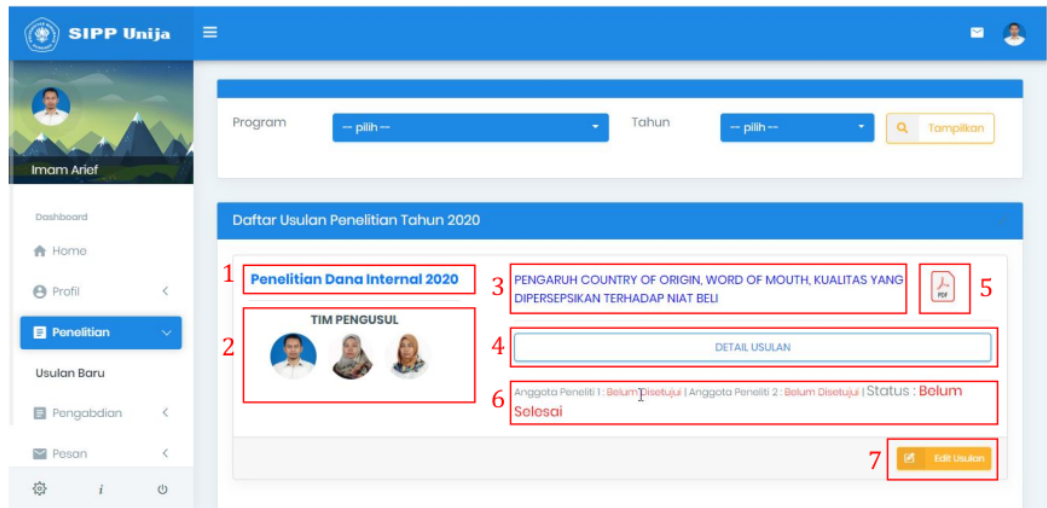 SIPP Unija
Imam Arief
Dashboard
Home
Profil
Penelitian
Usulan Baru
Pengabdian
Pesan
i
Program
-- pilih --
Tahun
-- pilih --
Tampilkan
Daftar Usulan Penelitian Tahun 2020
1
Penelitian Dana Internal 2020
2
TIM PENGUSUL
3
PENGARUH COUNTRY OF ORIGIN, WORD OF MOUTH, KUALITAS YANG
DIPERSEPSIKAN TERHADAP NIAT BELI
PDF
5
4
DETAIL USULAN
6
Anggota Peneliti 1 : Belum Disetujui | Anggota Peneliti 2 : Belum Disetujui | Status : Belum
Selesai
7
Edit Usulan